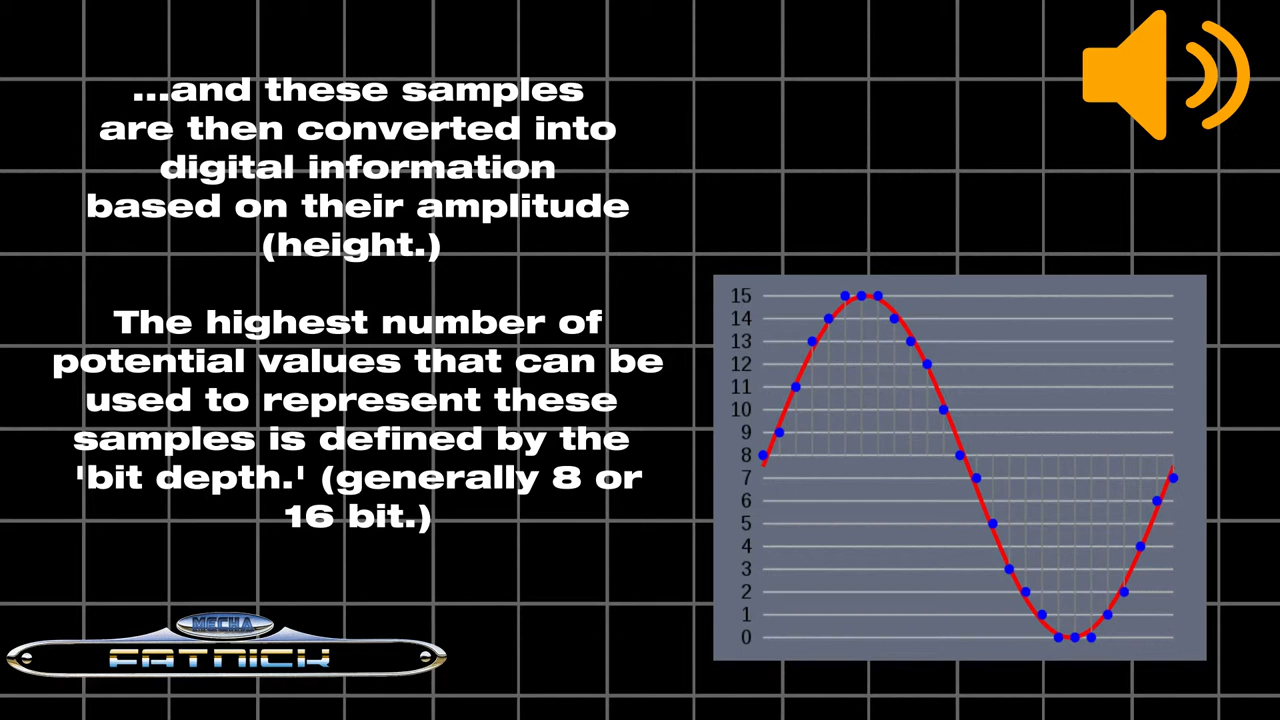 ...and these samples
are then converted into
digital information
based on their amplitude
(height.)
The highest number of
potential values that can be
used to represent these
samples is defined by the
'bit depth.' (generally 8 or
16 bit.)
15
14
13
12
11
10
9
8
7
6
5
4
3
2
1
0
MECHA
FATNICK